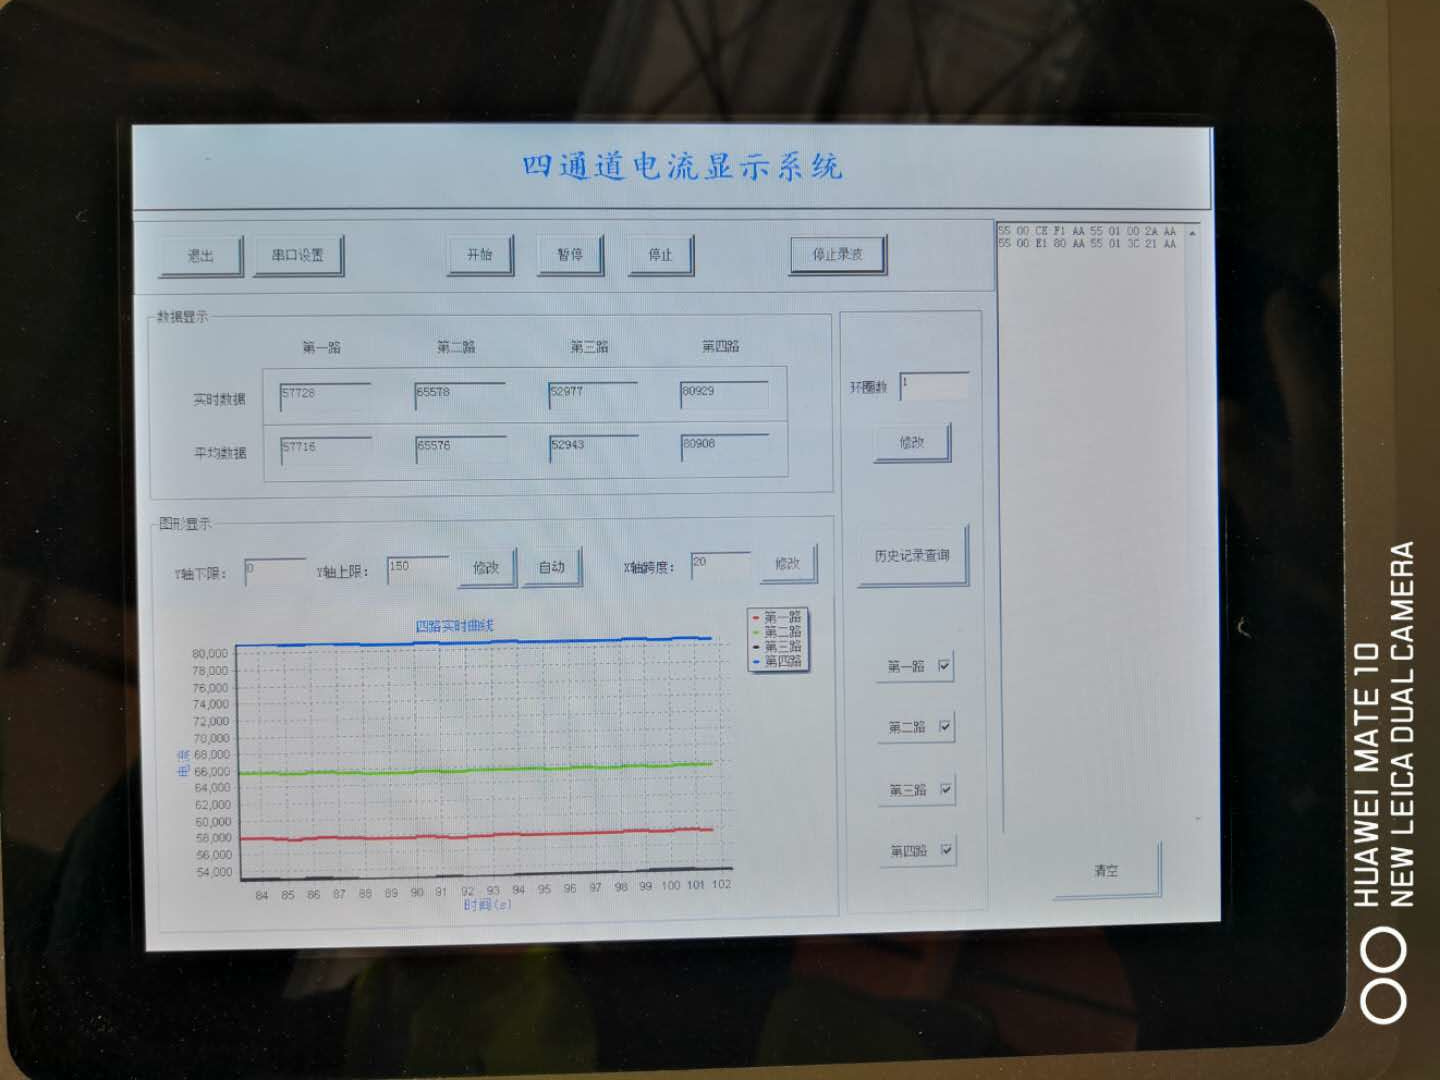 四通道电流显示系统
退出 串口设置 开始 暂停 停止 停止录波
55 00 CE F1 AA 55 01 00 2A AA
55 00 E1 80 AA 55 01 3C 21 AA
数据显示
第一路 第二路 第三路 第四路
实时数据 57728 65578 52977 80929
平均数据 57716 65576 52943 80908
环圈数 1
修改
历史记录查询
图形显示
Y轴下限: 0 Y轴上限: 150 修改 自动 X轴跨度: 20 修改
四路实时曲线
第一路
第二路
第三路
第四路
80,000
78,000
76,000
74,000
72,000
70,000
68,000
66,000
64,000
62,000
60,000
58,000
56,000
54,000
电流
84 85 86 87 88 89 90 91 92 93 94 95 96 97 98 99 100 101 102
时间(s)
第一路
第二路
第三路
第四路
清空
HUAWEI MATE 10
NEW LEICA DUAL CAMERA